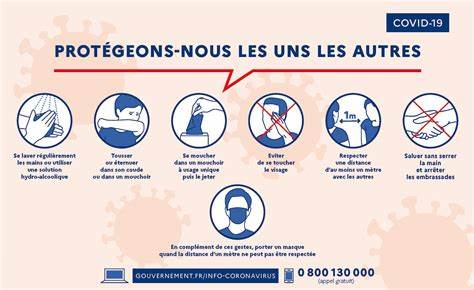 COVID-19
PROTÉGEONS-NOUS LES UNS LES AUTRES
1m
Se laver régulièrement
les mains ou utiliser
une solution
hydro-alcoolique
Tousser
ou éternuer
dans son coude
ou dans un mouchoir
Se moucher
dans un mouchoir
à usage unique
puis le jeter
Eviter
de se toucher
le visage
Respecter
une distance
d'au moins un mètre
avec les autres
Saluer sans serrer
la main
et arrêter
les embrassades
En complément de ces gestes, porter un masque
quand la distance d'un mètre ne peut pas être respectée
GOUVERNEMENT.FR/INFO-CORONAVIRUS
0 800 130 000
(appel gratuit)